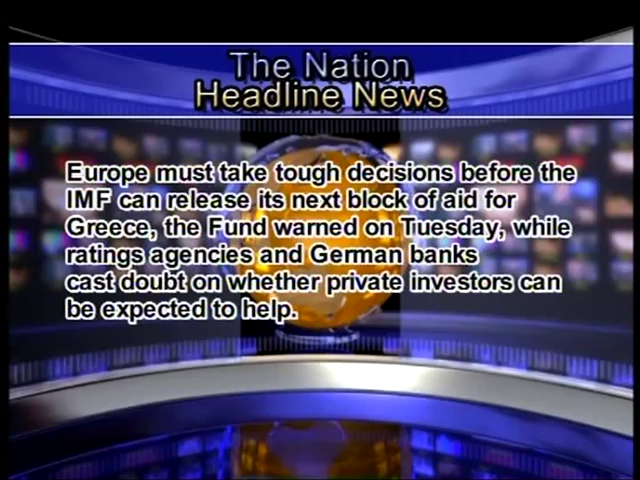 The Nation
Headline News
Europe must take tough decisions before the
IMF can release its next block of aid for
Greece, the Fund warned on Tuesday, while
ratings agencies and German banks
cast doubt on whether private investors can
be expected to help.